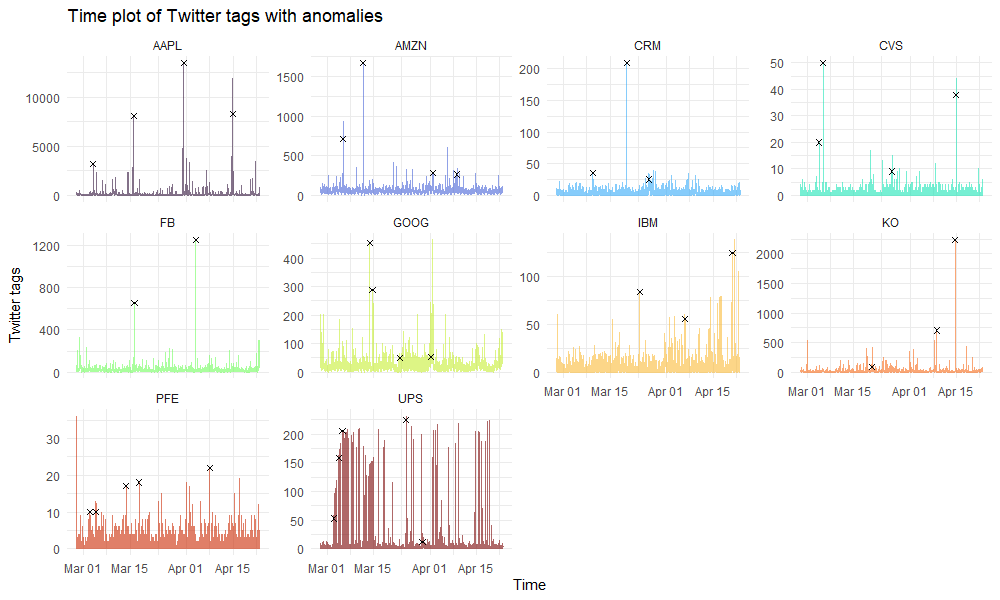 Time plot of Twitter tags with anomalies
AAPL AMZN CRM CVS
10000 5000 0
1500 1000 500 0
200 150 100 50 0
50 40 30 20 10 0
FB GOOG IBM KO
1200 800 400 0
400 300 200 100 0
100 50 0
2000 1500 1000 500 0
Mar 01 Mar 15 Apr 01 Apr 15
Mar 01 Mar 15 Apr 01 Apr 15
PFE UPS
30 20 10 0
200 150 100 50 0
Mar 01 Mar 15 Apr 01 Apr 15
Mar 01 Mar 15 Apr 01 Apr 15
Twitter tags
Time